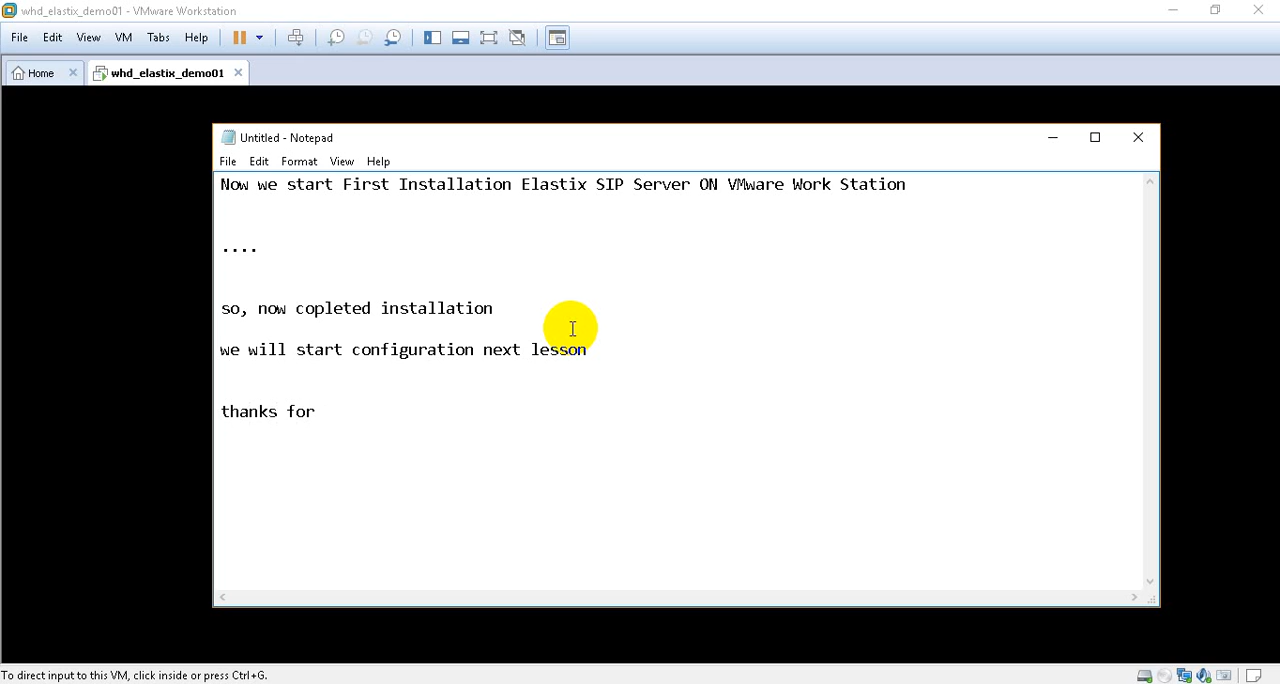 whd_elastix_demo01 - VMware Workstation
File Edit View VM Tabs Help
Home whd_elastix_demo01
Untitled - Notepad
File Edit Format View Help
Now we start First Installation Elastix SIP Server ON VMware Work Station
....
so, now copleted installation
we will start configuration next lesson
thanks for
To direct input to this VM, click inside or press Ctrl+G.